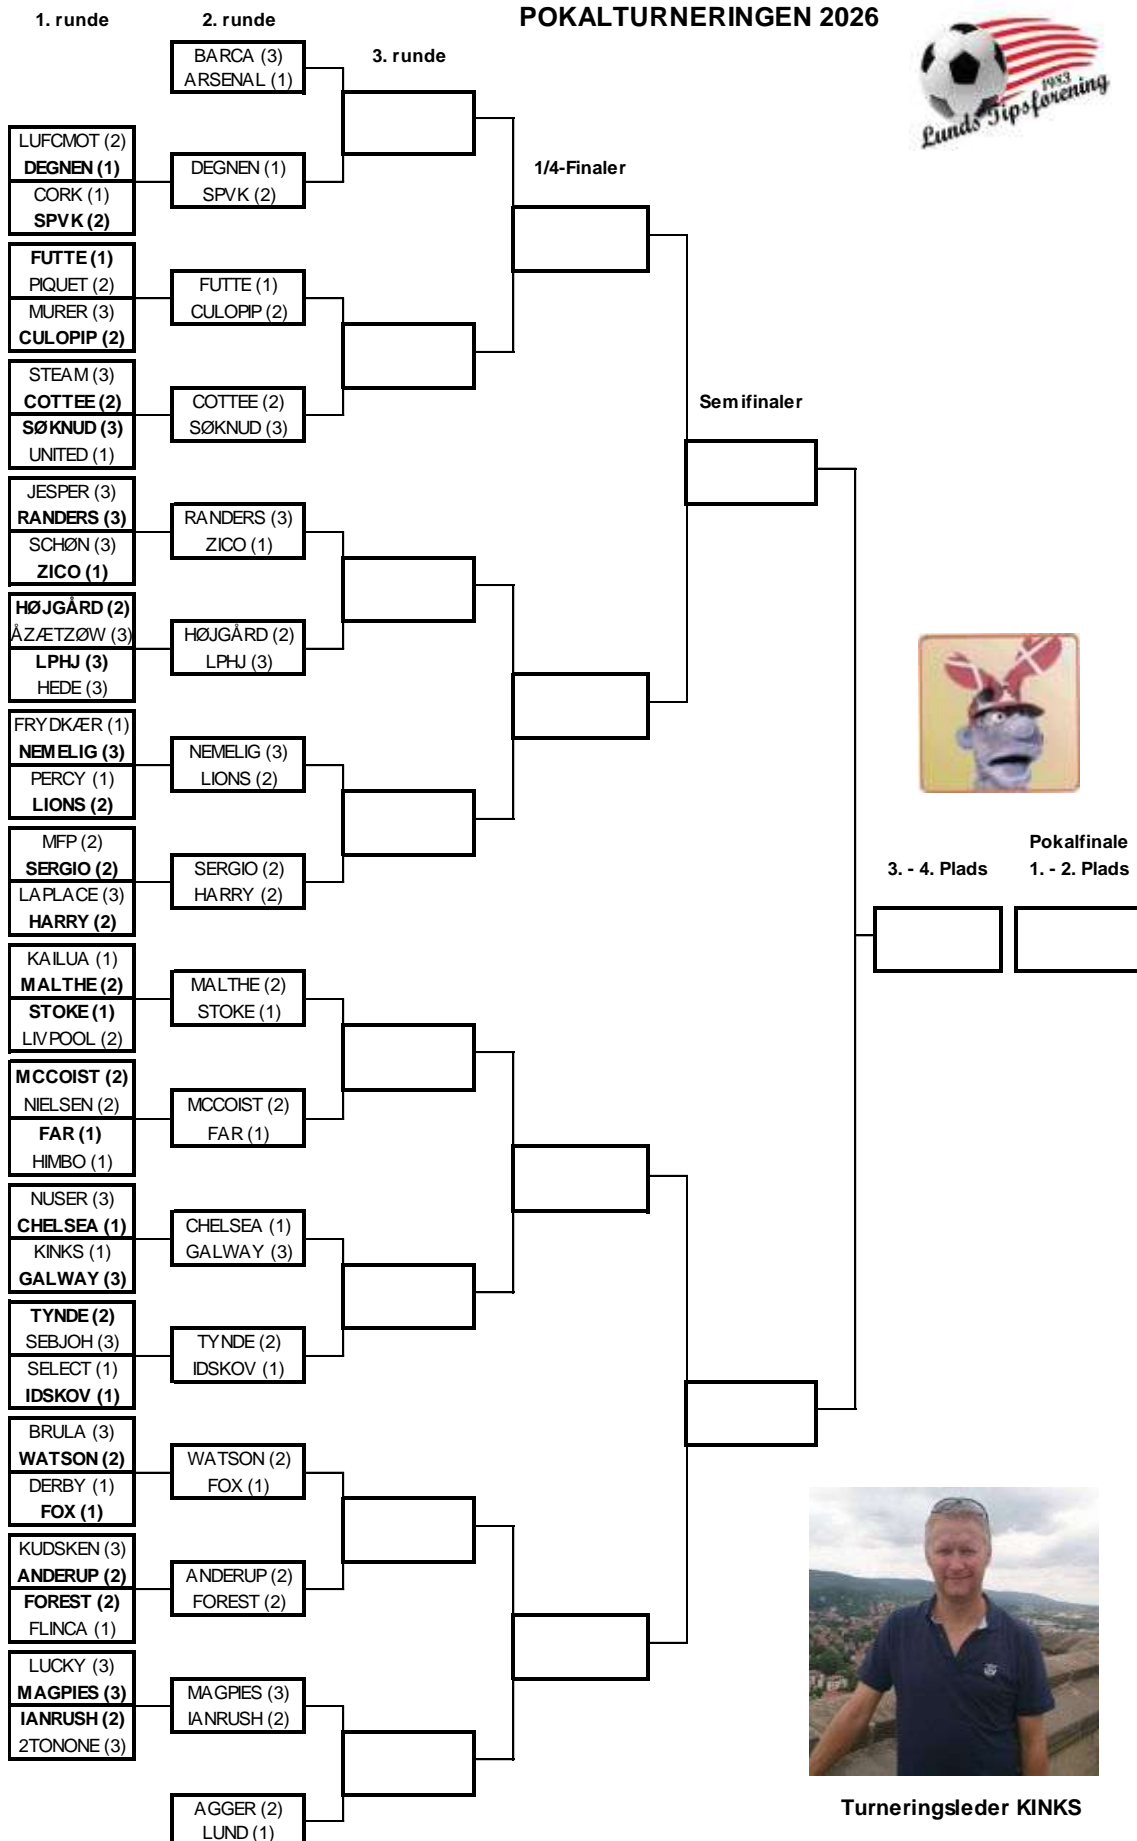 POKALTURNERINGEN 2026
1983
Lunds Tipsforening
1. runde
LUFCMOT (2)
DEGNEN (1)
CORK (1)
SPVK (2)
FUTTE (1)
PIQUET (2)
MURER (3)
CULOPIP (2)
STEAM (3)
COTTEE (2)
SØKNUD (3)
UNITED (1)
JESPER (3)
RANDERS (3)
SCHØN (3)
ZICO (1)
HØJGÅRD (2)
ÅZÆTZØW (3)
LPHJ (3)
HEDE (3)
FRYDKÆR (1)
NEMELIG (3)
PERCY (1)
LIONS (2)
MFP (2)
SERGIO (2)
LAPLACE (3)
HARRY (2)
KAILUA (1)
MALTHE (2)
STOKE (1)
LIVPOOL (2)
MCCOIST (2)
NIELSEN (2)
FAR (1)
HIMBO (1)
NUSER (3)
CHELSEA (1)
KINKS (1)
GALWAY (3)
TYNDE (2)
SEBJOH (3)
SELECT (1)
IDSKOV (1)
BRULA (3)
WATSON (2)
DERBY (1)
FOX (1)
KUDSKEN (3)
ANDERUP (2)
FOREST (2)
FLINCA (1)
LUCKY (3)
MAGPIES (3)
IANRUSH (2)
2TONONE (3)
2. runde
BARCA (3)
ARSENAL (1)
DEGNEN (1)
SPVK (2)
FUTTE (1)
CULOPIP (2)
COTTEE (2)
SØKNUD (3)
RANDERS (3)
ZICO (1)
HØJGÅRD (2)
LPHJ (3)
NEMELIG (3)
LIONS (2)
SERGIO (2)
HARRY (2)
MALTHE (2)
STOKE (1)
MCCOIST (2)
FAR (1)
CHELSEA (1)
GALWAY (3)
TYNDE (2)
IDSKOV (1)
WATSON (2)
FOX (1)
ANDERUP (2)
FOREST (2)
MAGPIES (3)
IANRUSH (2)
AGGER (2)
LUND (1)
3. runde
1/4-Finaler
Semifinaler
3. - 4. Plads
Pokalfinale
1. - 2. Plads
Turneringsleder KINKS